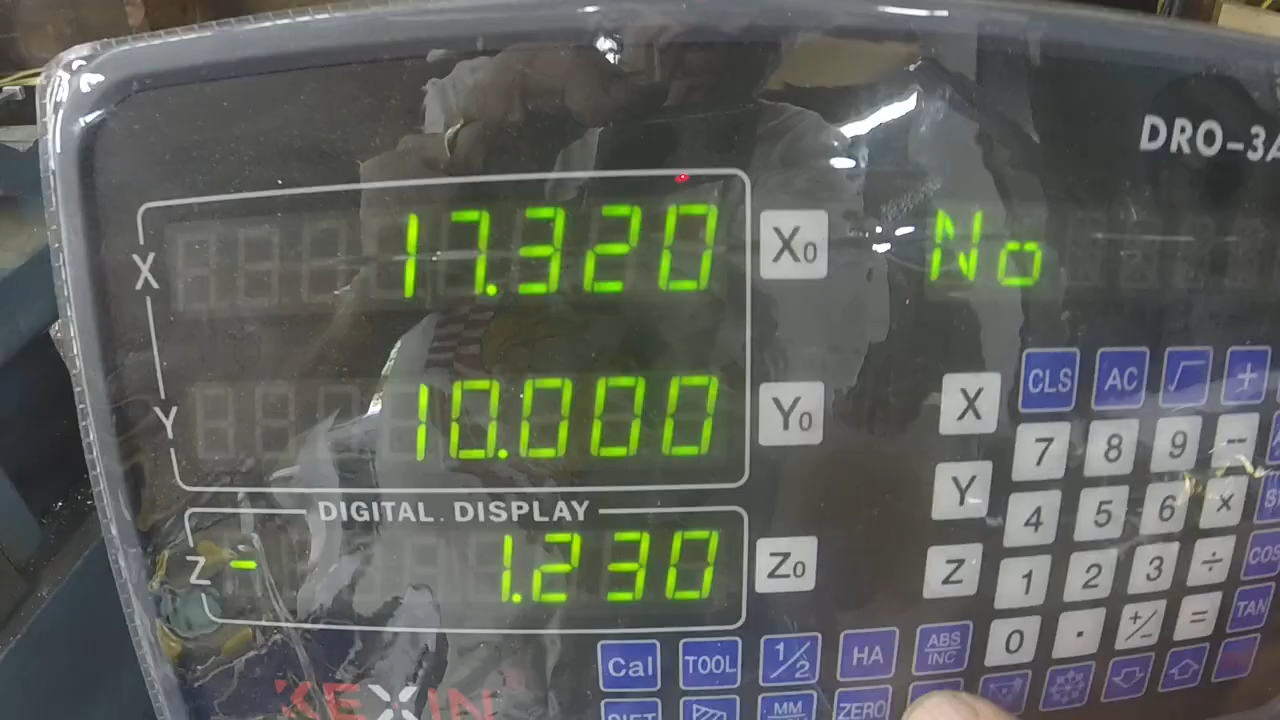 DRO-3A
X 17.320 X0 No
Y 10.000 Y0
DIGITAL DISPLAY
Z - 1.230 Z0
CLS AC √ +
X 7 8 9 −
Y 4 5 6 ×
Z 1 2 3 ÷ COS
0 . +/- = TAN
Cal TOOL 1/2 HA ABS/INC
KEXIN
MM ZERO